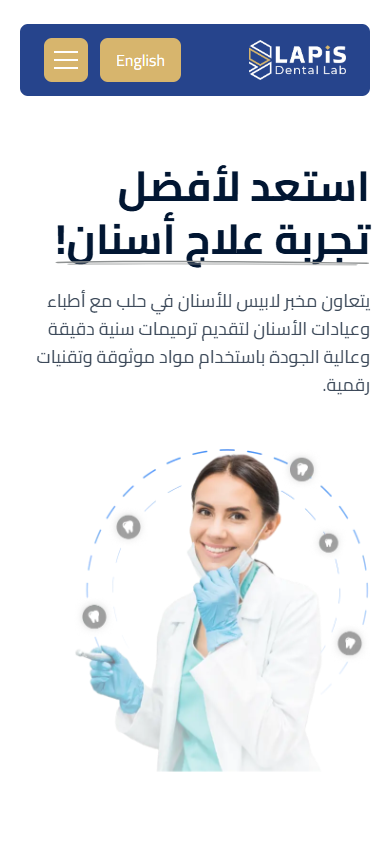 LAPiS
Dental Lab
English
استعد لأفضل
تجربة علاج أسنان!
يتعاون مخبر لابيس للأسنان في حلب مع أطباء
وعيادات الأسنان لتقديم ترميمات سنية دقيقة
وعالية الجودة باستخدام مواد موثوقة وتقنيات
رقمية.